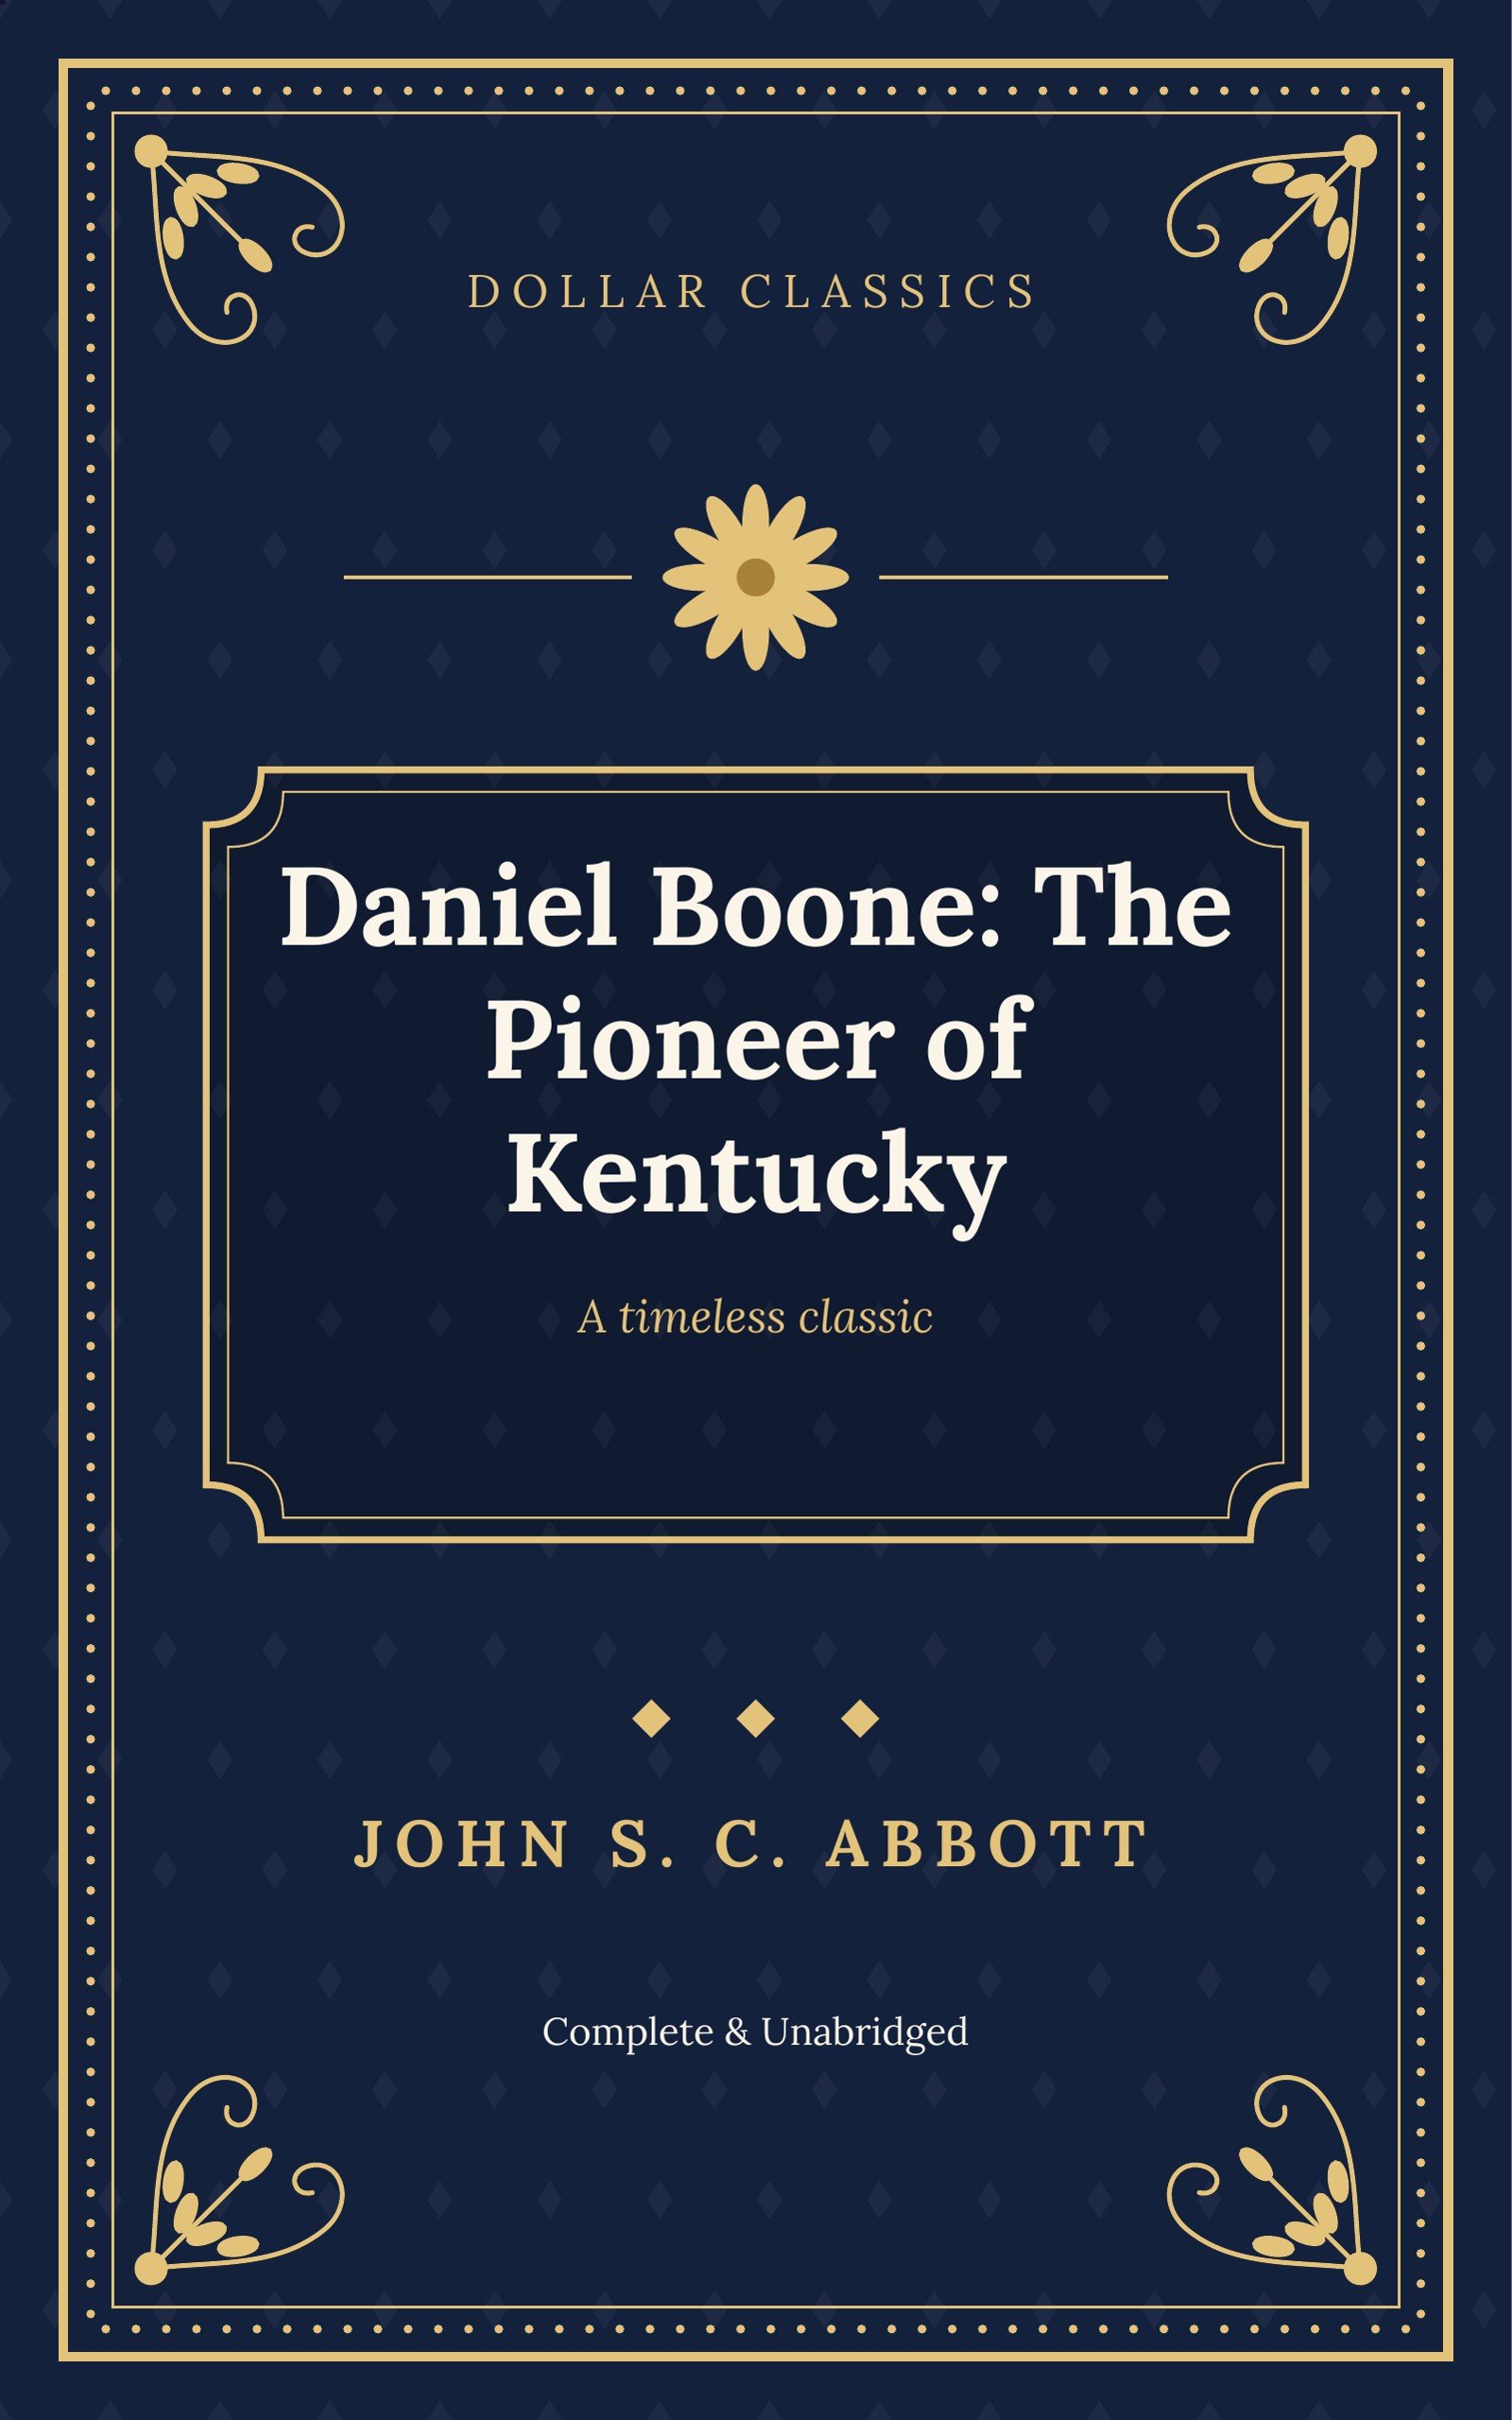 DOLLAR CLASSICS
Daniel Boone: The
Pioneer of
Kentucky
A timeless classic
JOHN S. C. ABBOTT
Complete & Unabridged